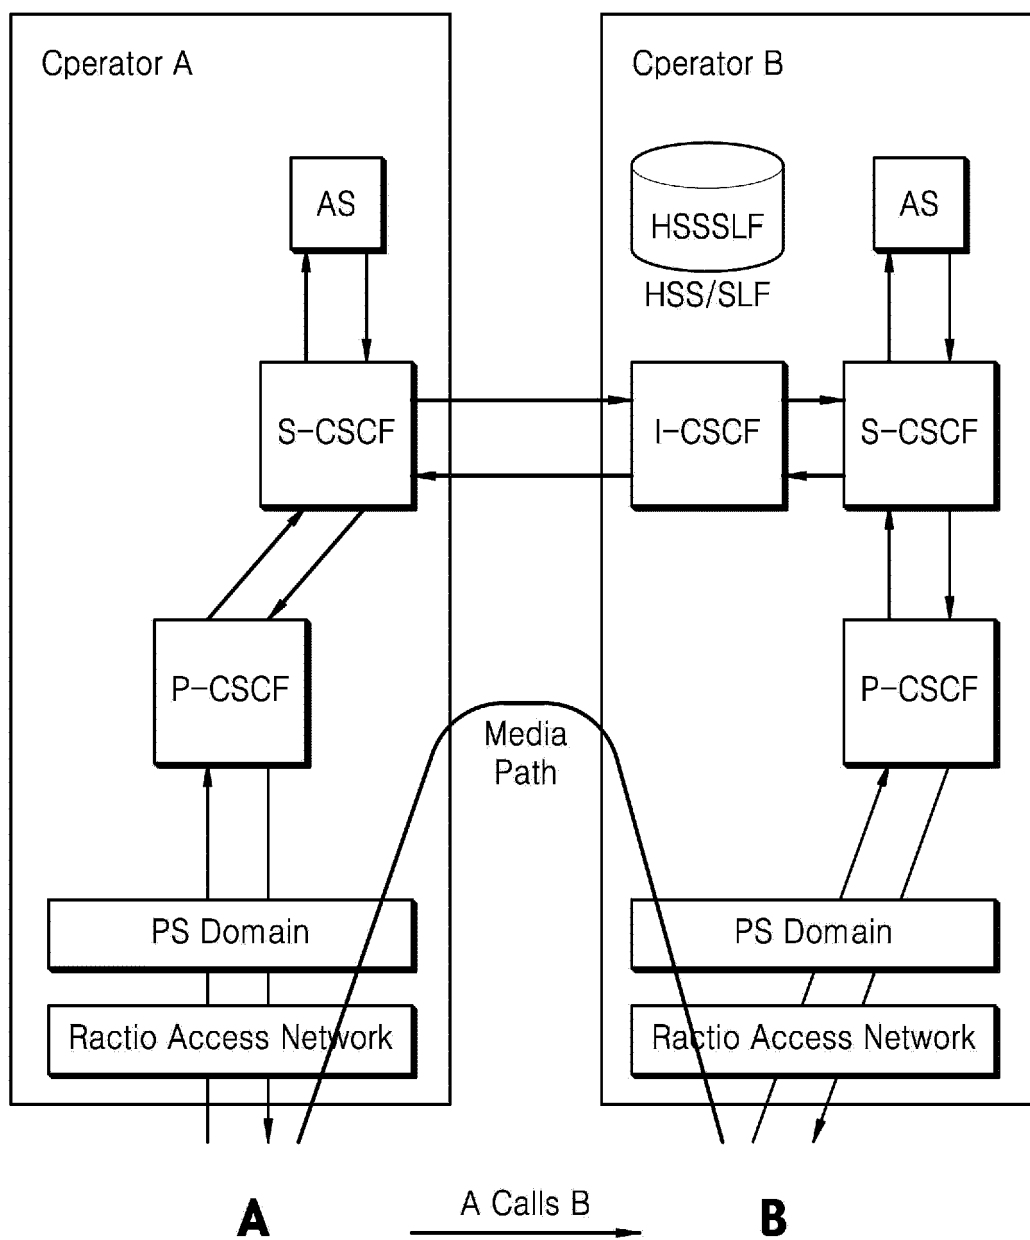 Cperator A
Cperator B
AS
HSSSLF
AS
HSS/SLF
S-CSCF
I-CSCF
S-CSCF
P-CSCF
P-CSCF
Media
Path
PS Domain
PS Domain
Ractio Access Network
Ractio Access Network
A
A Calls B
B